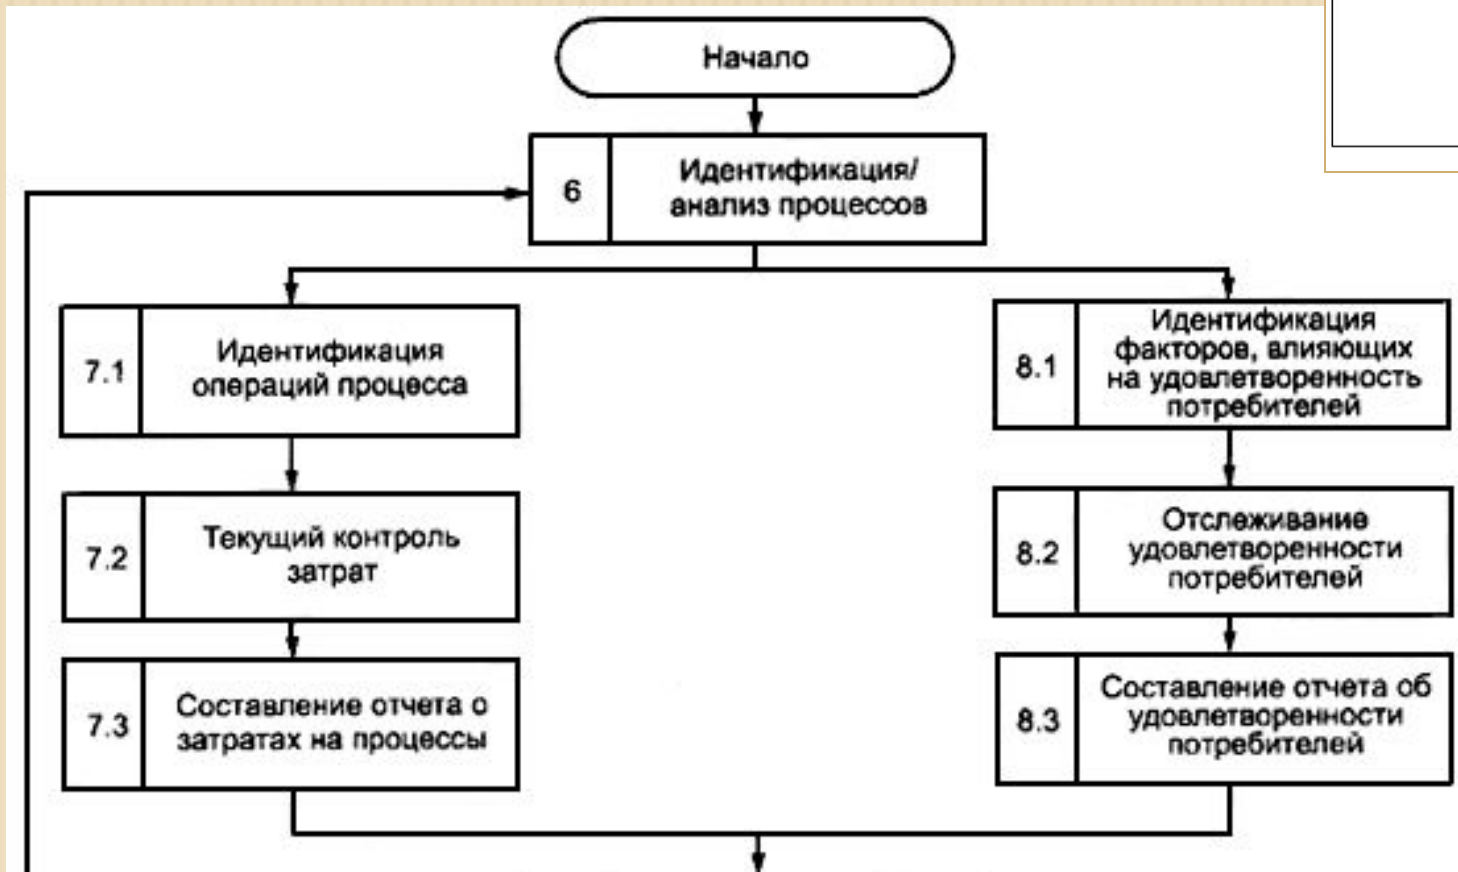 Начало
6
Идентификация/
анализ процессов
7.1
Идентификация
операций процесса
8.1
Идентификация
факторов, влияющих
на удовлетворенность
потребителей
7.2
Текущий контроль
затрат
8.2
Отслеживание
удовлетворенности
потребителей
7.3
Составление отчета о
затратах на процессы
8.3
Составление отчета об
удовлетворенности
потребителей